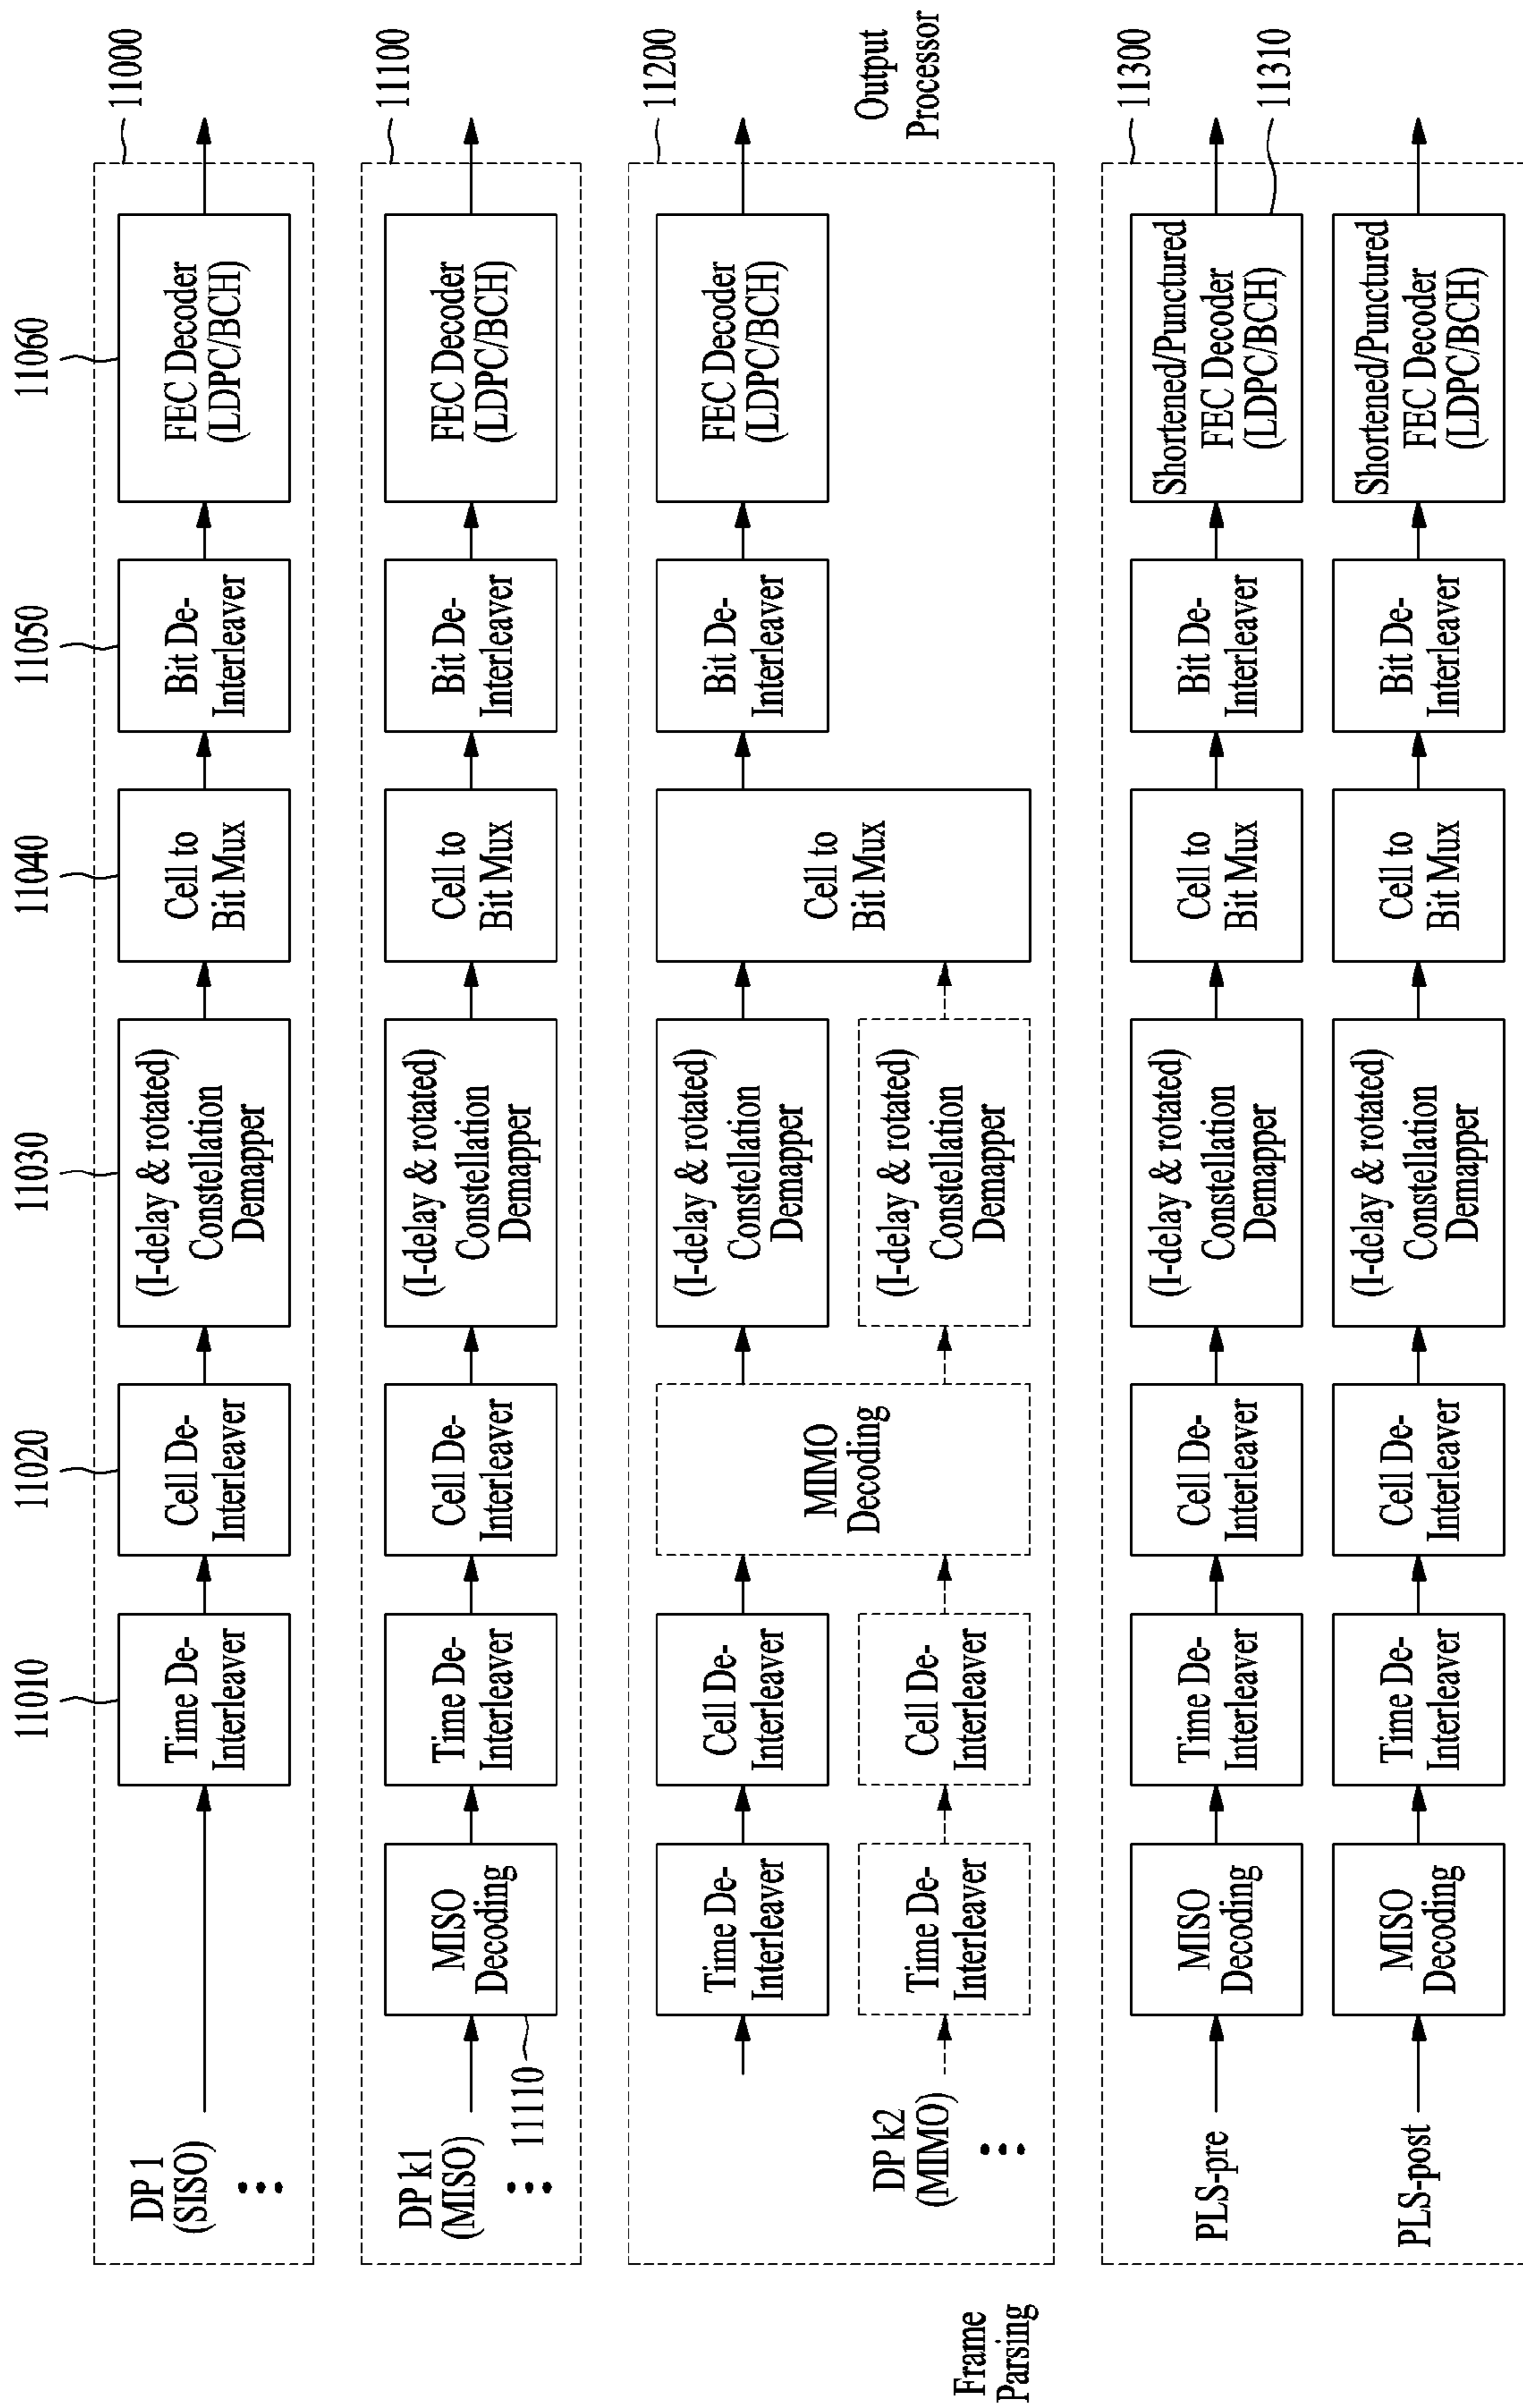 11010
11020
11030
11040
11050
11060
11000
DP 1
(SISO)
Time De-
Interleaver
Cell De-
Interleaver
(I-delay & rotated)
Constellation
Demapper
Cell to
Bit Mux
Bit De-
Interleaver
FEC Decoder
(LDPC/BCH)
11100
DP k1
(MISO)
11110
MISO
Decoding
Time De-
Interleaver
Cell De-
Interleaver
(I-delay & rotated)
Constellation
Demapper
Cell to
Bit Mux
Bit De-
Interleaver
FEC Decoder
(LDPC/BCH)
11200
Time De-
Interleaver
Cell De-
Interleaver
MIMO
Decoding
(I-delay & rotated)
Constellation
Demapper
Cell to
Bit Mux
Bit De-
Interleaver
FEC Decoder
(LDPC/BCH)
DP k2
(MIMO)
Time De-
Interleaver
Cell De-
Interleaver
(I-delay & rotated)
Constellation
Demapper
Frame
Parsing
Output
Processor
11300
11310
PLS-pre
MISO
Decoding
Time De-
Interleaver
Cell De-
Interleaver
(I-delay & rotated)
Constellation
Demapper
Cell to
Bit Mux
Bit De-
Interleaver
Shortened/Punctured
FEC Decoder
(LDPC/BCH)
PLS-post
MISO
Decoding
Time De-
Interleaver
Cell De-
Interleaver
(I-delay & rotated)
Constellation
Demapper
Cell to
Bit Mux
Bit De-
Interleaver
Shortened/Punctured
FEC Decoder
(LDPC/BCH)